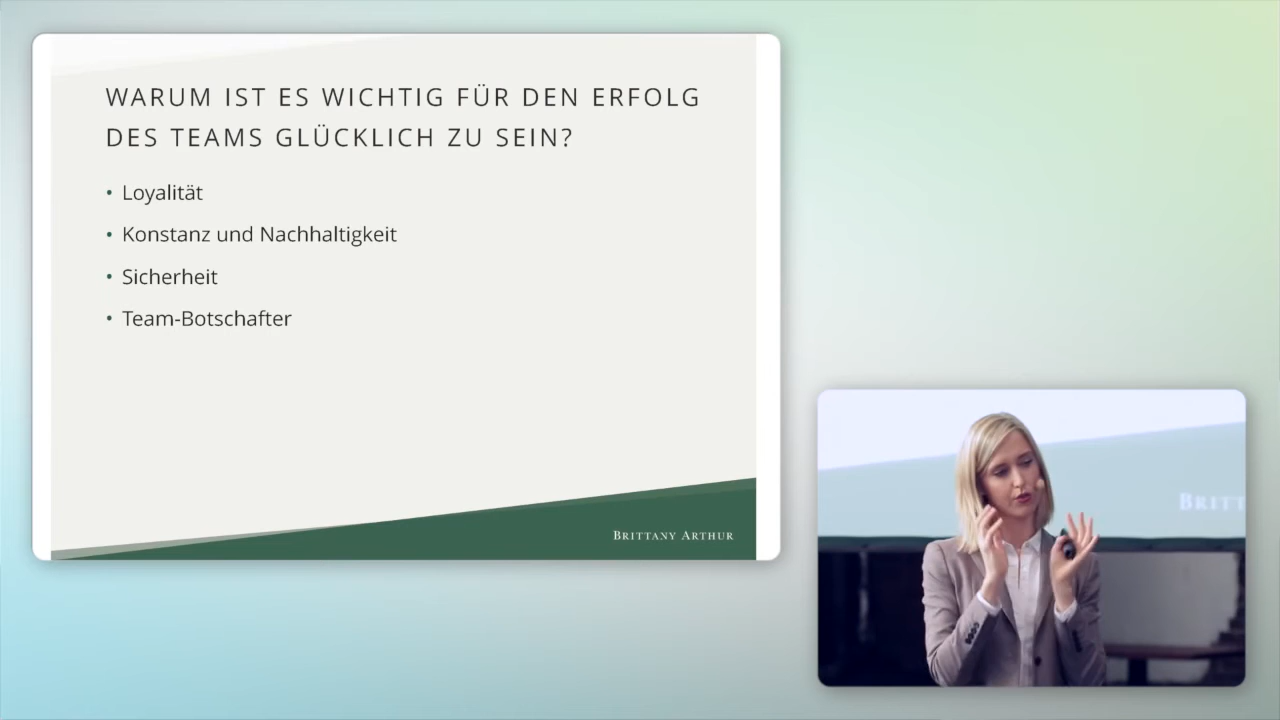 WARUM IST ES WICHTIG FÜR DEN ERFOLG
DES TEAMS GLÜCKLICH ZU SEIN?
• Loyalität
• Konstanz und Nachhaltigkeit
• Sicherheit
• Team-Botschafter
BRITTANY ARTHUR
BRITT